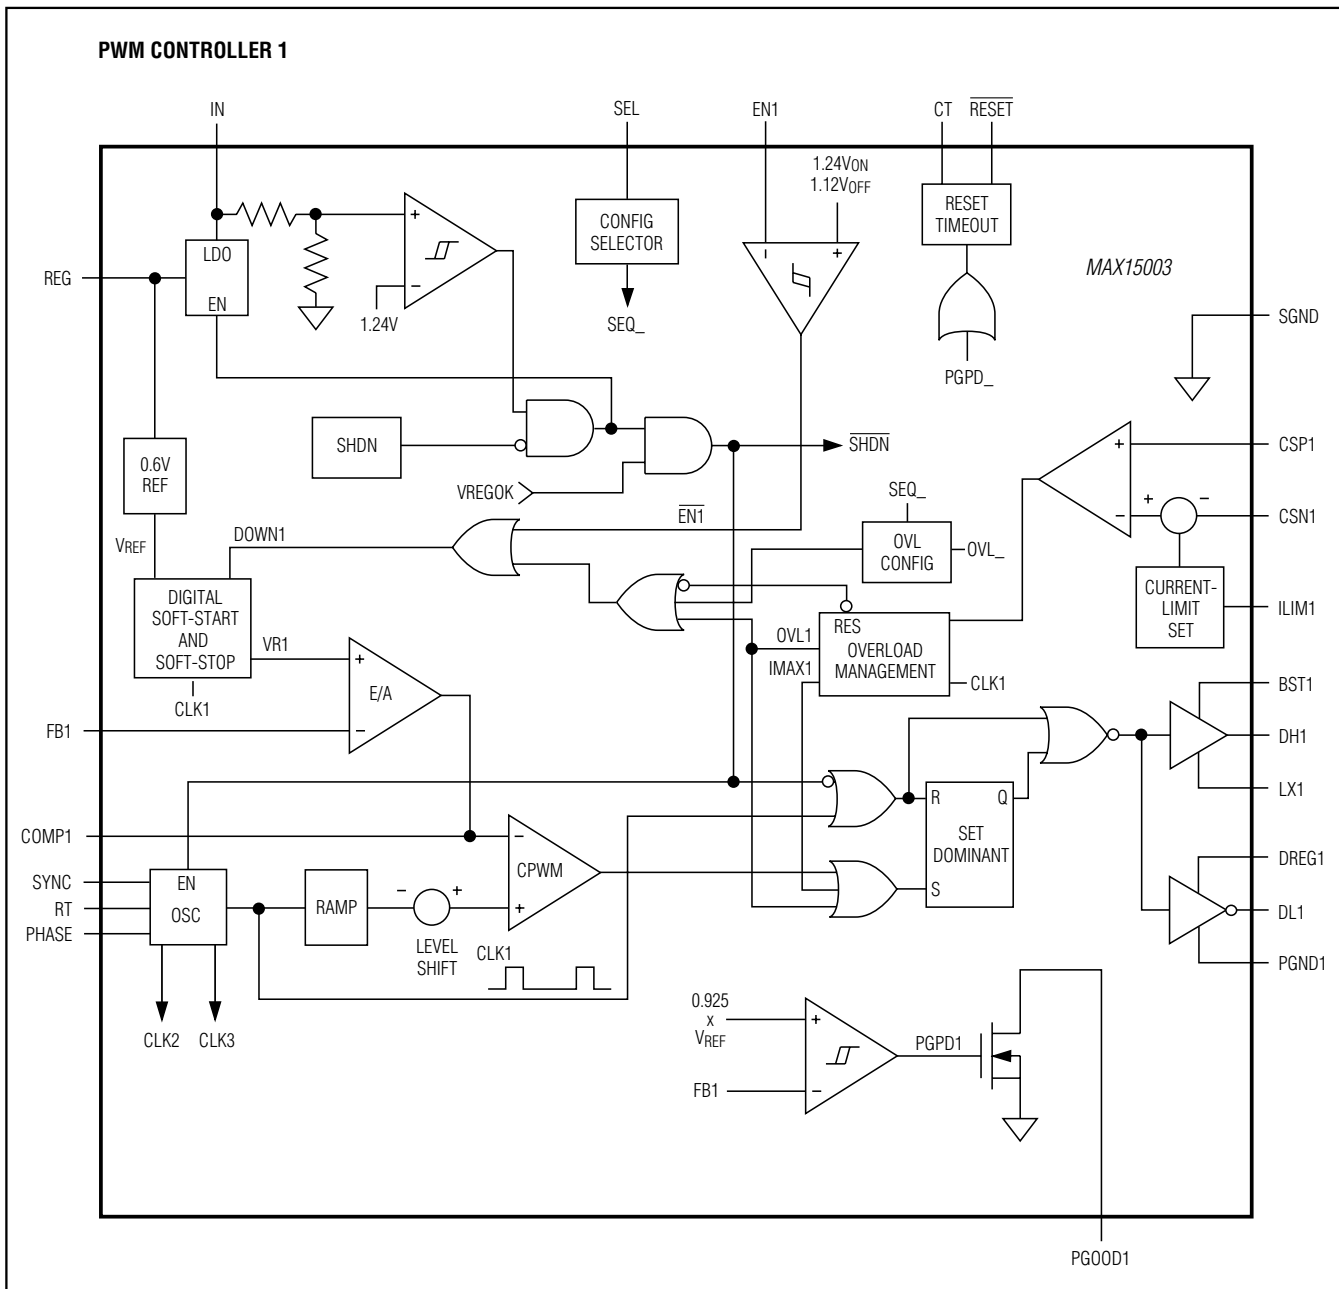 PWM CONTROLLER 1
IN
SEL
EN1
CT
RESET
1.24VON
1.12VOFF
LDO
EN
REG
+
−
1.24V
CONFIG
SELECTOR
SEQ_
−
+
RESET
TIMEOUT
PGPD_
MAX15003
SGND
SHDN
VREGOK
SHDN
EN1
0.6V
REF
VREF
DOWN1
SEQ_
OVL
CONFIG
OVL_
+
−
+
−
CSP1
CSN1
CURRENT-
LIMIT
SET
ILIM1
DIGITAL
SOFT-START
AND
SOFT-STOP
VR1
CLK1
OVL1
IMAX1
RES
OVERLOAD
MANAGEMENT
CLK1
+
E/A
−
FB1
BST1
DH1
LX1
COMP1
SYNC
RT
PHASE
EN
OSC
RAMP
−
+
LEVEL
SHIFT
−
CPWM
+
CLK1
R
Q
SET
DOMINANT
S
DREG1
DL1
PGND1
CLK2
CLK3
0.925
x
VREF
FB1
+
−
PGPD1
PGOOD1